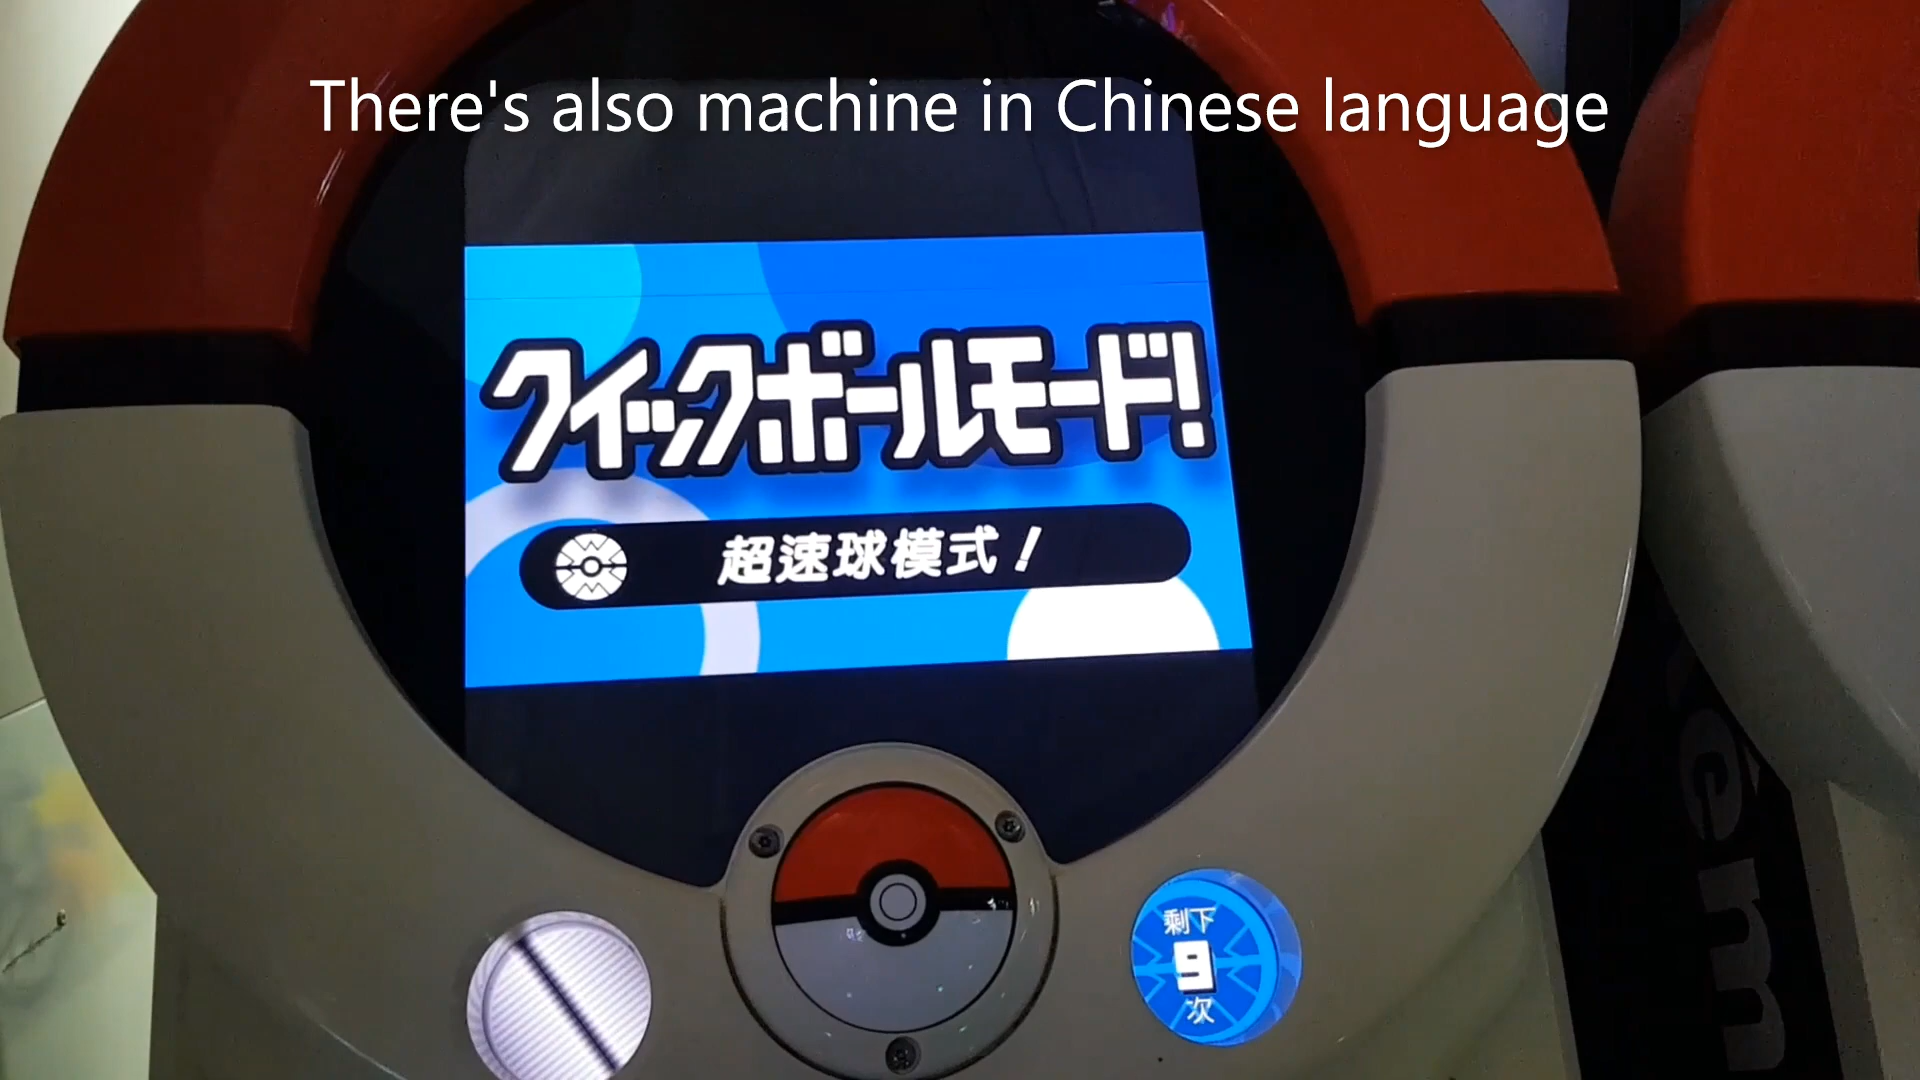 There's also machine in Chinese language
クイックボールモード!
超速球模式！
剩下
9
次
ém